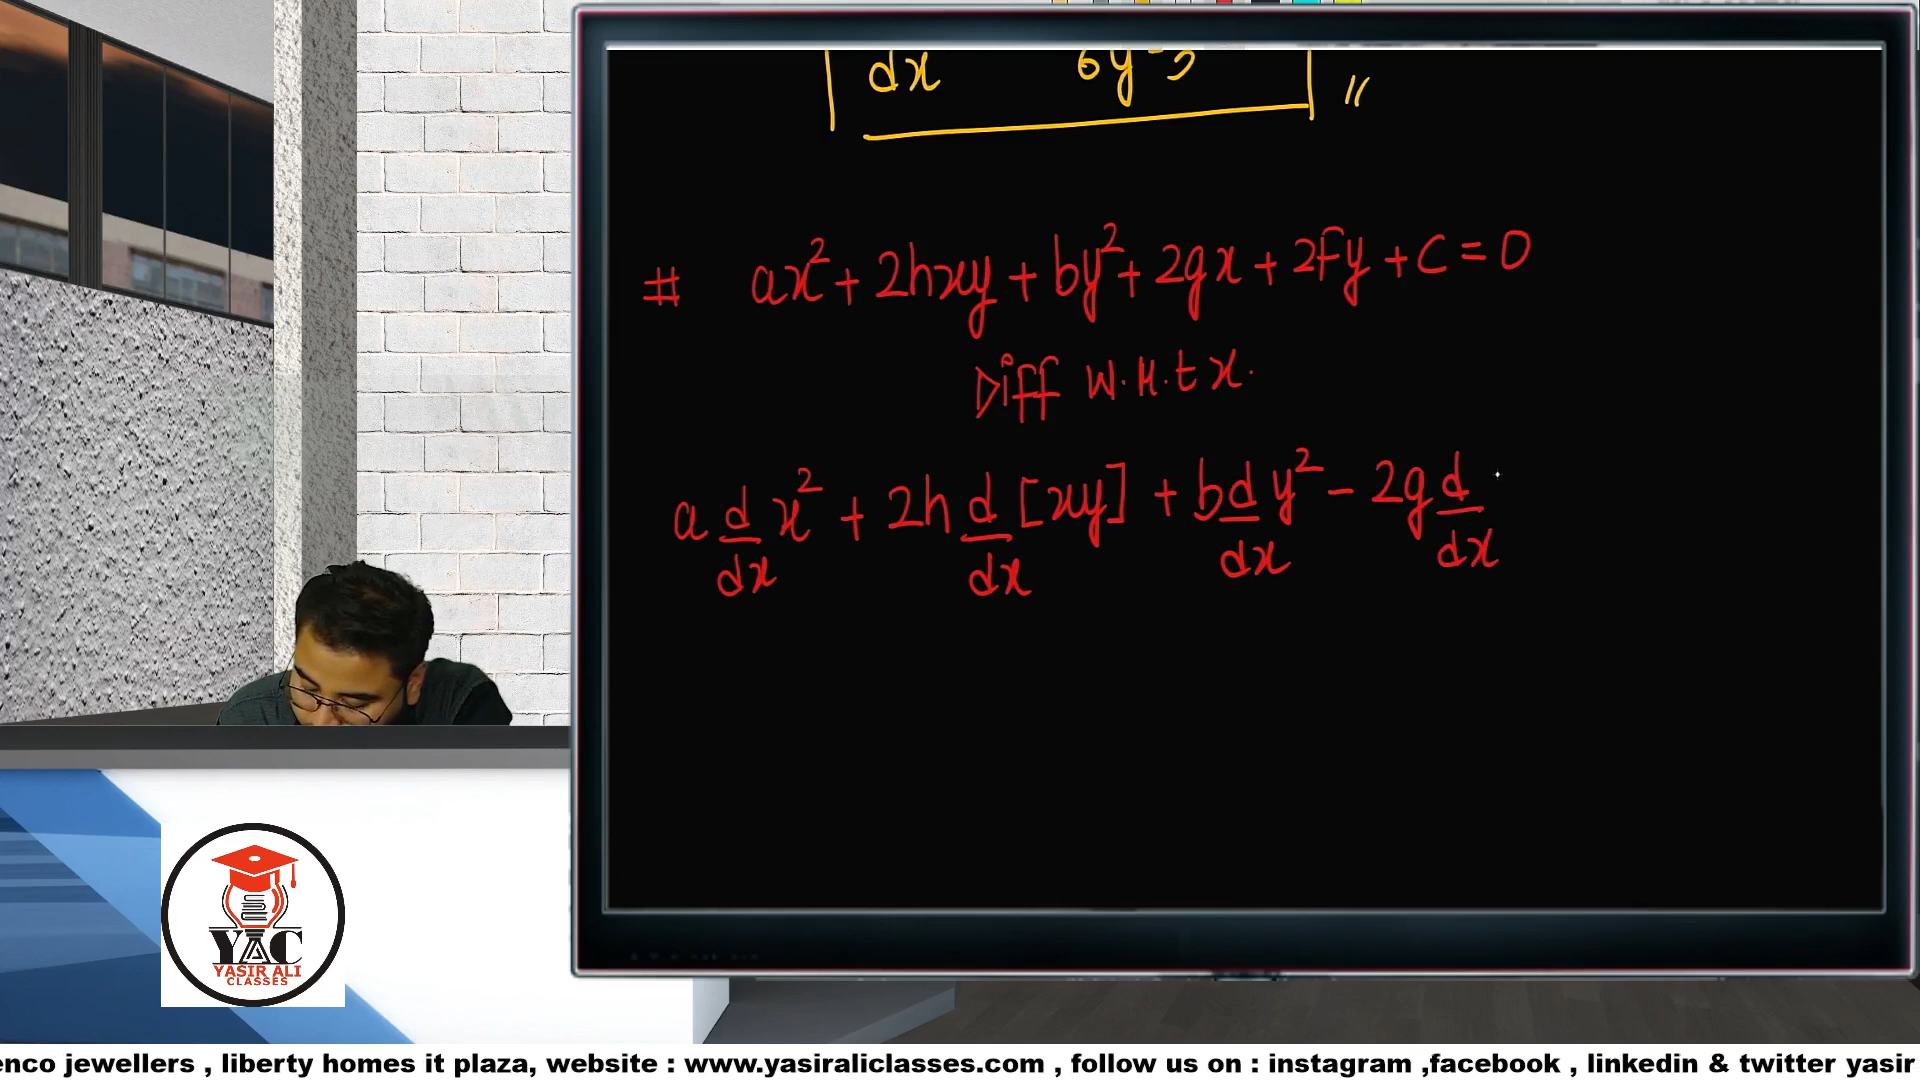 dx 6y-5 "
# ax² + 2hxy + by² + 2gx + 2Fy + C = 0
Diff w.r.t x.
a d/dx x² + 2h d/dx [xy] + b d/dx y² - 2g d/dx
YAC
YASIR ALI
CLASSES
enco jewellers , liberty homes it plaza, website : www.yasiraliclasses.com , follow us on : instagram ,facebook , linkedin & twitter yasir